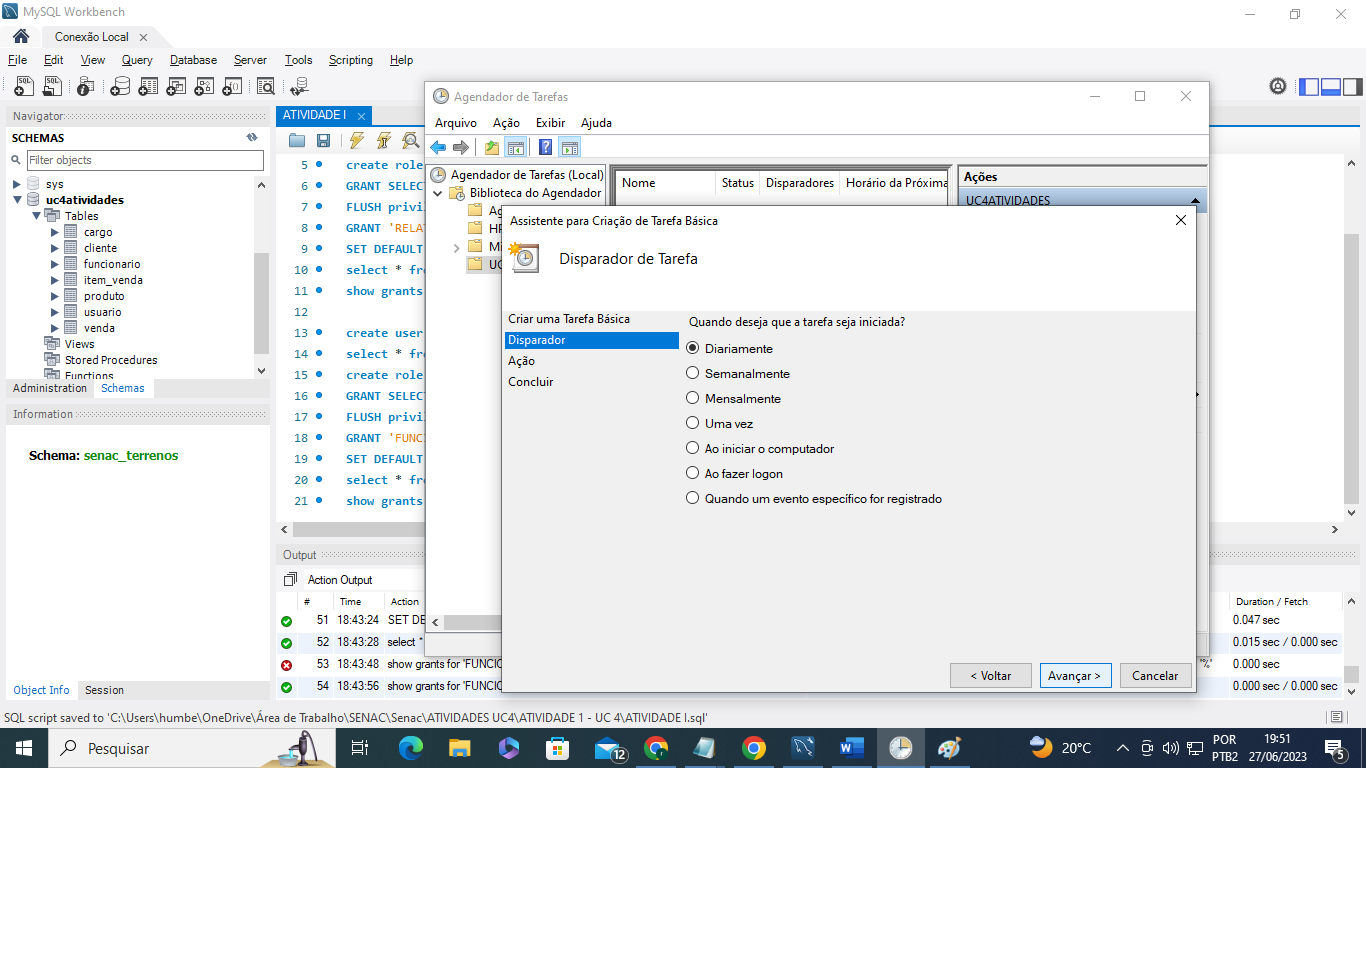 MySQL Workbench
Conexão Local
File Edit View Query Database Server Tools Scripting Help
Navigator
SCHEMAS
Filter objects
sys
uc4atividades
Tables
cargo
cliente
funcionario
item_venda
produto
usuario
venda
Views
Stored Procedures
Functions
Administration Schemas
Information
Schema: senac_terrenos
Object Info Session
ATIVIDADE I
5 create role
6 GRANT SELECT
7 FLUSH privi
8 GRANT 'RELA
9 SET DEFAULT
10 select * fr
11 show grants
12
13 create user
14 select * fr
15 create role
16 GRANT SELECT
17 FLUSH privi
18 GRANT 'FUNC
19 SET DEFAULT
20 select * fr
21 show grants
Output
Action Output
# Time Action Duration / Fetch
51 18:43:24 SET DE 0.047 sec
52 18:43:28 select * 0.015 sec / 0.000 sec
53 18:43:48 show grants for 'FUNCIO '%' 0.000 sec
54 18:43:56 show grants for 'FUNCIO 0.000 sec / 0.000 sec
SQL script saved to 'C:\Users\humbe\OneDrive\Área de Trabalho\SENAC\Senac\ATIVIDADES UC4\ATIVIDADE 1 - UC 4\ATIVIDADE I.sql'
Agendador de Tarefas
Arquivo Ação Exibir Ajuda
Agendador de Tarefas (Local)
Biblioteca do Agendador
Ag
HP
Mi
UC
Nome Status Disparadores Horário da Próxima
Ações
UC4ATIVIDADES
Assistente para Criação de Tarefa Básica
Disparador de Tarefa
Criar uma Tarefa Básica
Disparador
Ação
Concluir
Quando deseja que a tarefa seja iniciada?
Diariamente
Semanalmente
Mensalmente
Uma vez
Ao iniciar o computador
Ao fazer logon
Quando um evento específico for registrado
< Voltar Avançar > Cancelar
Pesquisar
12
20°C
POR
PTB2
19:51
27/06/2023
5